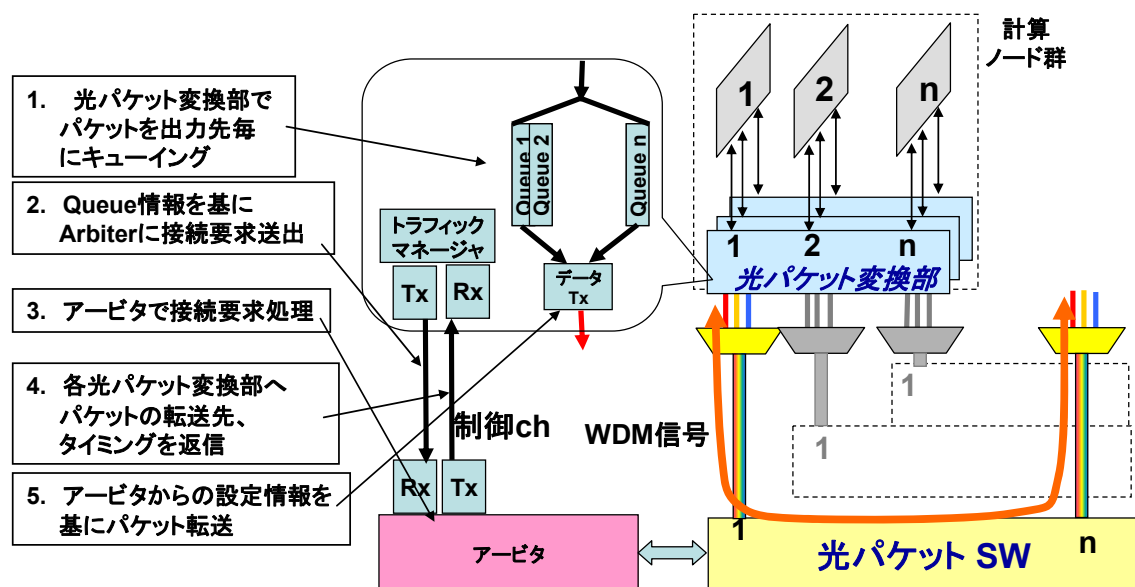 1. 光パケット変換部で
パケットを出力先毎
にキューイング
2. Queue情報を基に
Arbiterに接続要求送出
3. アービタで接続要求処理
4. 各光パケット変換部へ
パケットの転送先、
タイミングを返信
5. アービタからの設定情報を
基にパケット転送
Queue 1
Queue 2
Queue n
トラフィック
マネージャ
Tx
Rx
データ
Tx
制御ch
Rx
Tx
アービタ
計算
ノード群
1
2
n
1
2
n
光パケット変換部
WDM信号
1
1
1
n
光パケット SW